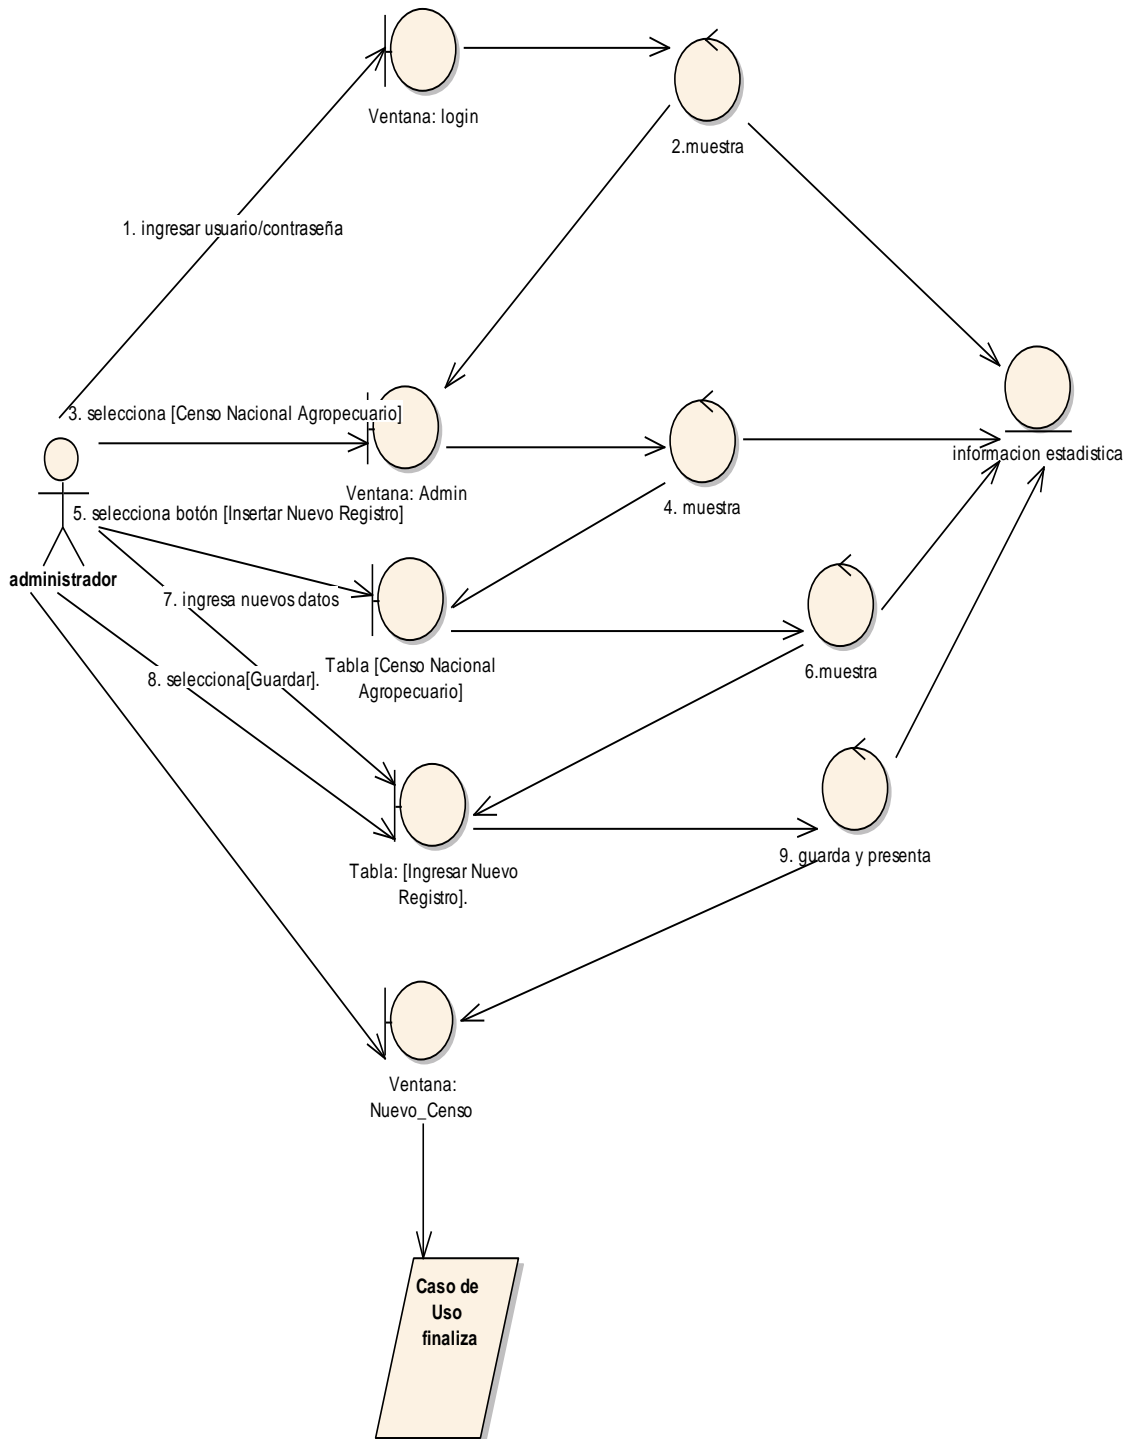 Ventana: login
2.muestra
1. ingresar usuario/contraseña
3. selecciona [Censo Nacional Agropecuario]
informacion estadistica
Ventana: Admin
4. muestra
5. selecciona botón [Insertar Nuevo Registro]
administrador
7. ingresa nuevos datos
Tabla [Censo Nacional
Agropecuario]
6.muestra
8. selecciona[Guardar].
9. guarda y presenta
Tabla: [Ingresar Nuevo
Registro].
Ventana:
Nuevo_Censo
Caso de
Uso
finaliza